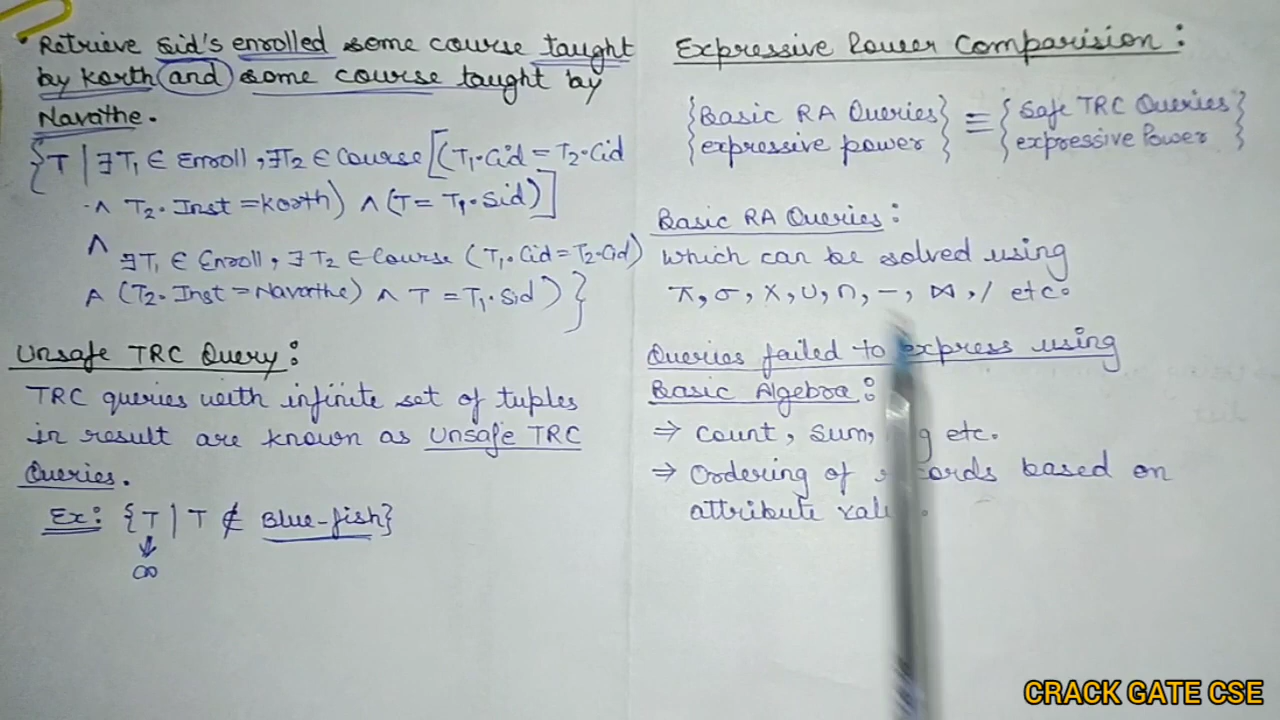 • Retrieve sid's enrolled some course taught
by Korth and some course taught by
Navathe.
{T | ∃T₁ ∈ Enroll, ∃T₂ ∈ Course [(T₁.Cid = T₂.Cid
∧ T₂.Inst = Korth) ∧ (T = T₁.Sid)]
∧
∃T₁ ∈ Enroll, ∃T₂ ∈ Course (T₁.Cid = T₂.Cid)
∧ (T₂.Inst = Navathe) ∧ T = T₁.Sid)}
Unsafe TRC Query:
TRC queries with infinite set of tuples
in result are known as Unsafe TRC
Queries.
Ex: {T | T ∉ Blue-fish}
↓
∞
Expressive Power Comparision:
{Basic RA Queries expressive power} ≡ {Safe TRC Queries expressive Power}
Basic RA Queries:
Which can be solved using
π, σ, X, ∪, ∩, −, ⋈, / etc.
Queries failed to express using
Basic Algebra:
⇒ Count, Sum, etc.
⇒ Ordering of based on
attribute
CRACK GATE CSE